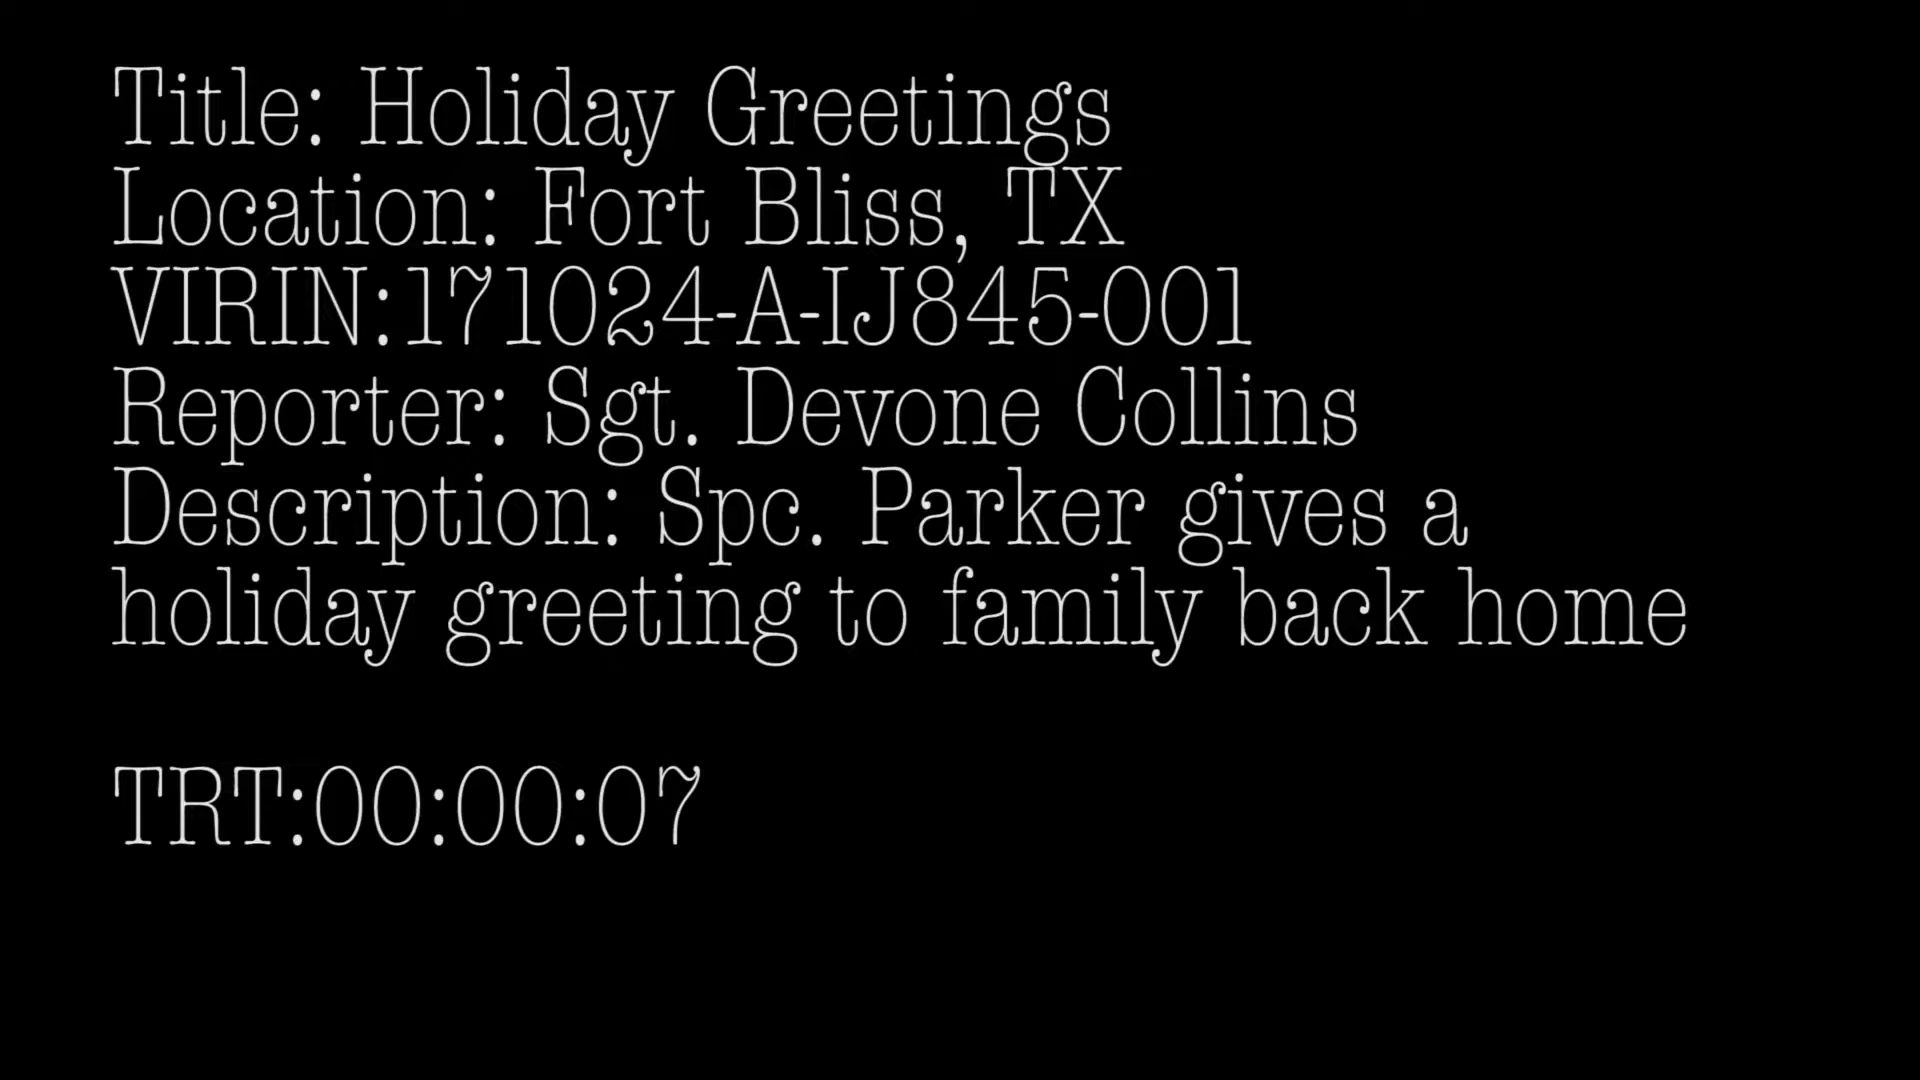 Title: Holiday Greetings
Location: Fort Bliss, TX
VIRIN:171024-A-IJ845-001
Reporter: Sgt. Devone Collins
Description: Spc. Parker gives a
holiday greeting to family back home
TRT:00:00:07